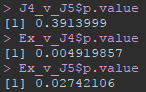 > J4_v_J5$p.value
[1] 0.3913999
> Ex_v_J4$p.value
[1] 0.004919857
> Ex_v_J5$p.value
[1] 0.02742106